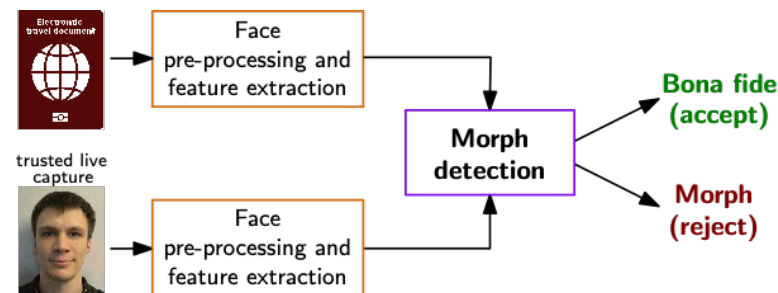 Electronic
travel document
Face
pre-processing and
feature extraction
Bona fide
(accept)
Morph
detection
trusted live
capture
Face
pre-processing and
feature extraction
Morph
(reject)